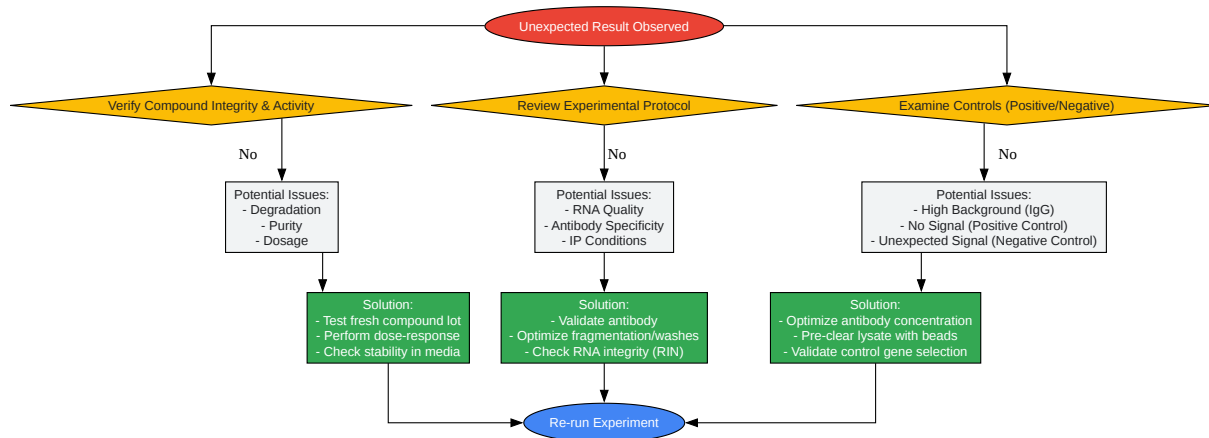 Unexpected Result Observed
Verify Compound Integrity & Activity
Review Experimental Protocol
Examine Controls (Positive/Negative)
No
No
No
Potential Issues:
- Degradation
- Purity
- Dosage
Potential Issues:
- RNA Quality
- Antibody Specificity
- IP Conditions
Potential Issues:
- High Background (IgG)
- No Signal (Positive Control)
- Unexpected Signal (Negative Control)
Solution:
- Test fresh compound lot
- Perform dose-response
- Check stability in media
Solution:
- Validate antibody
- Optimize fragmentation/washes
- Check RNA integrity (RIN)
Solution:
- Optimize antibody concentration
- Pre-clear lysate with beads
- Validate control gene selection
Re-run Experiment